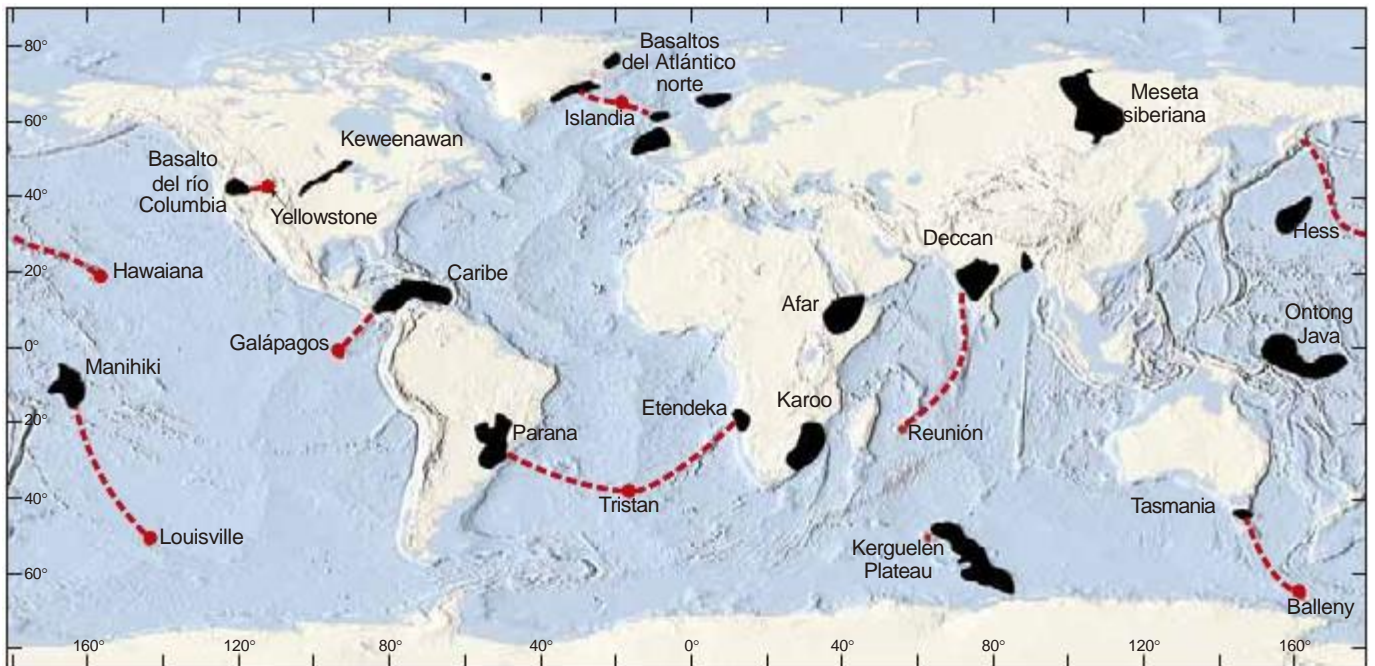 80°
60°
40°
20°
0°
20°
40°
60°
Basaltos
del Atlántico
norte
Islandia
Meseta
siberiana
Keweenawan
Basalto
del río
Columbia
Yellowstone
Hess
Deccan
Hawaiana
Caribe
Afar
Ontong
Java
Galápagos
Manihiki
Etendeka
Karoo
Parana
Reunión
Tristan
Tasmania
Louisville
Kerguelen
Plateau
Balleny
160°
120°
80°
40°
0°
40°
80°
120°
160°